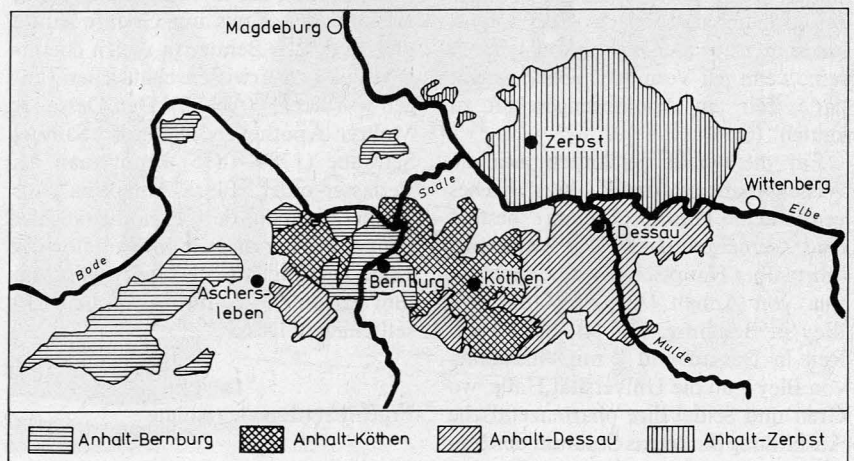 Magdeburg
Zerbst
Saale
Wittenberg
Elbe
Dessau
Bode
Aschers-
leben
Bernburg
Köthen
Mulde
Anhalt-Bernburg
Anhalt-Köthen
Anhalt-Dessau
Anhalt-Zerbst